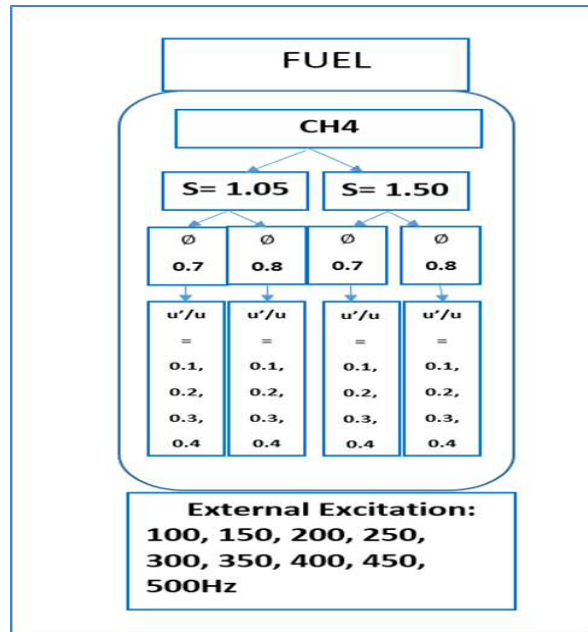 FUEL
CH4
S= 1.05
S= 1.50
Ø
0.7
Ø
0.8
Ø
0.7
Ø
0.8
u’/u
=
0.1,
0.2,
0.3,
0.4
u’/u
=
0.1,
0.2,
0.3,
0.4
u’/u
=
0.1,
0.2,
0.3,
0.4
u’/u
=
0.1,
0.2,
0.3,
0.4
External Excitation:
100, 150, 200, 250,
300, 350, 400, 450,
500Hz